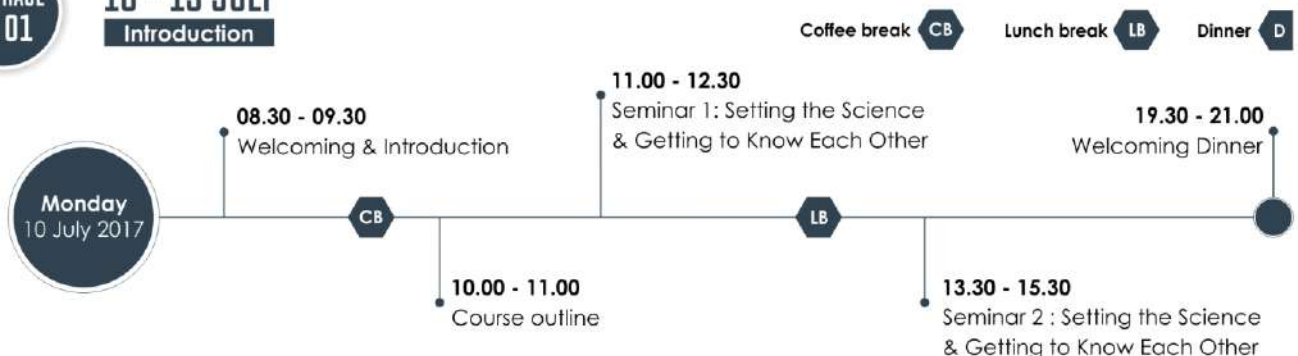 01
Introduction
Coffee break CB
Lunch break LB
Dinner D
08.30 - 09.30
Welcoming & Introduction
11.00 - 12.30
Seminar 1: Setting the Science
& Getting to Know Each Other
19.30 - 21.00
Welcoming Dinner
Monday
10 July 2017
CB
LB
10.00 - 11.00
Course outline
13.30 - 15.30
Seminar 2 : Setting the Science
& Getting to Know Each Other